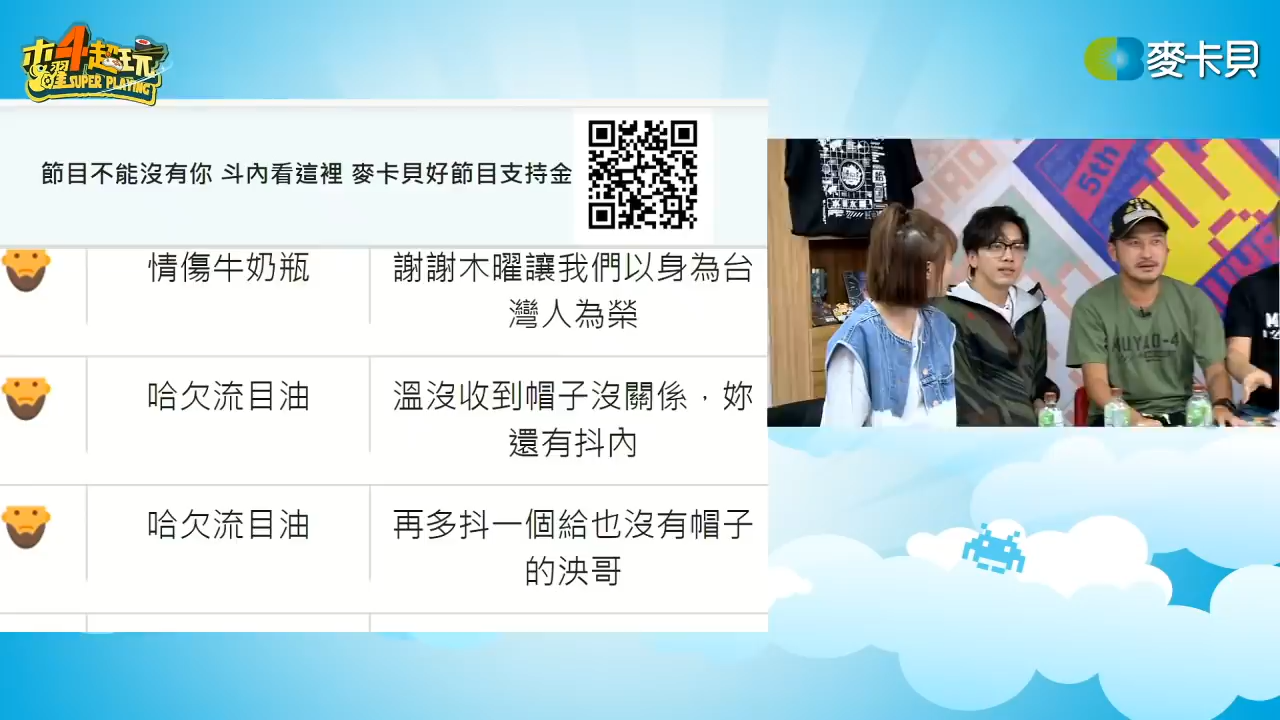 木曜4超玩
SUPER PLAYING
麥卡貝
節目不能沒有你 斗內看這裡 麥卡貝好節目支持金
情傷牛奶瓶
謝謝木曜讓我們以身為台
灣人為榮
哈欠流目油
溫沒收到帽子沒關係,妳
還有抖內
哈欠流目油
再多抖一個給也沒有帽子
的泱哥
5th
MUYAO-4